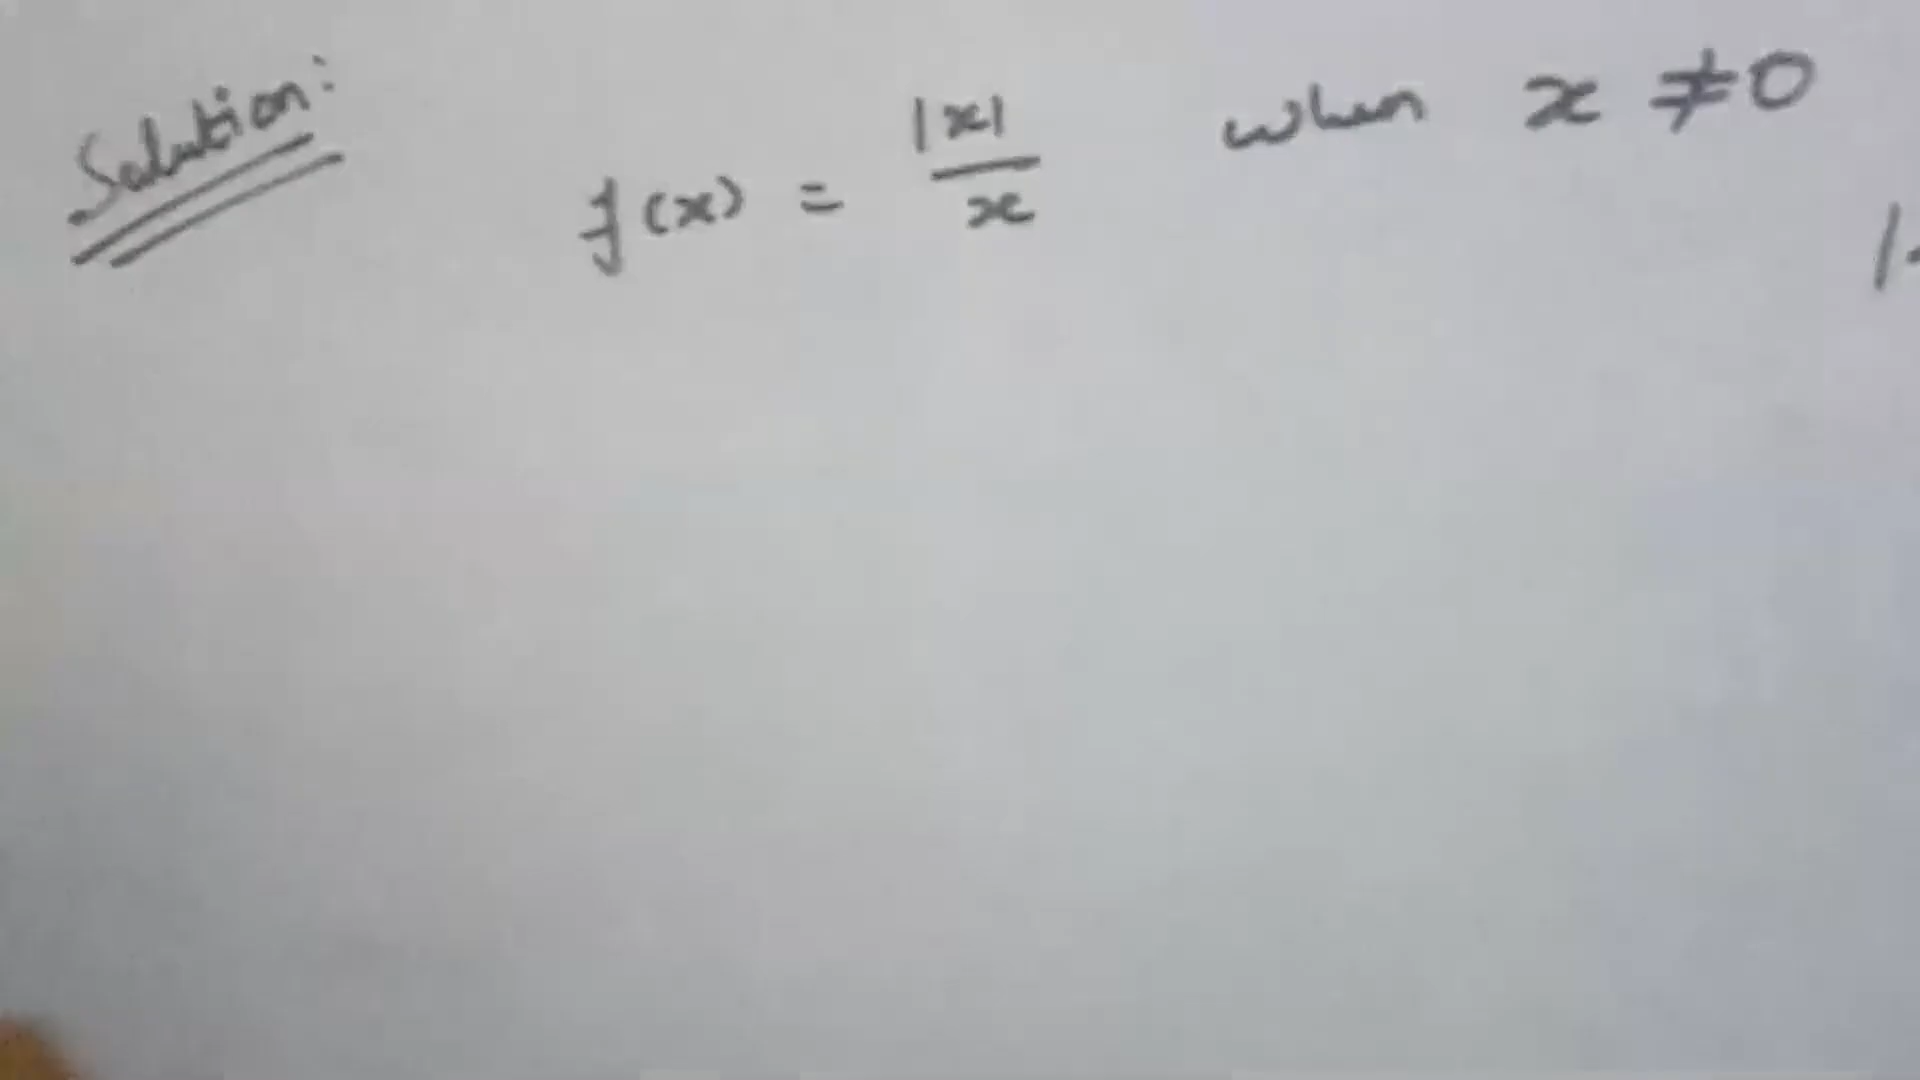 Solution:
f(x) = |x|/x when x ≠ 0